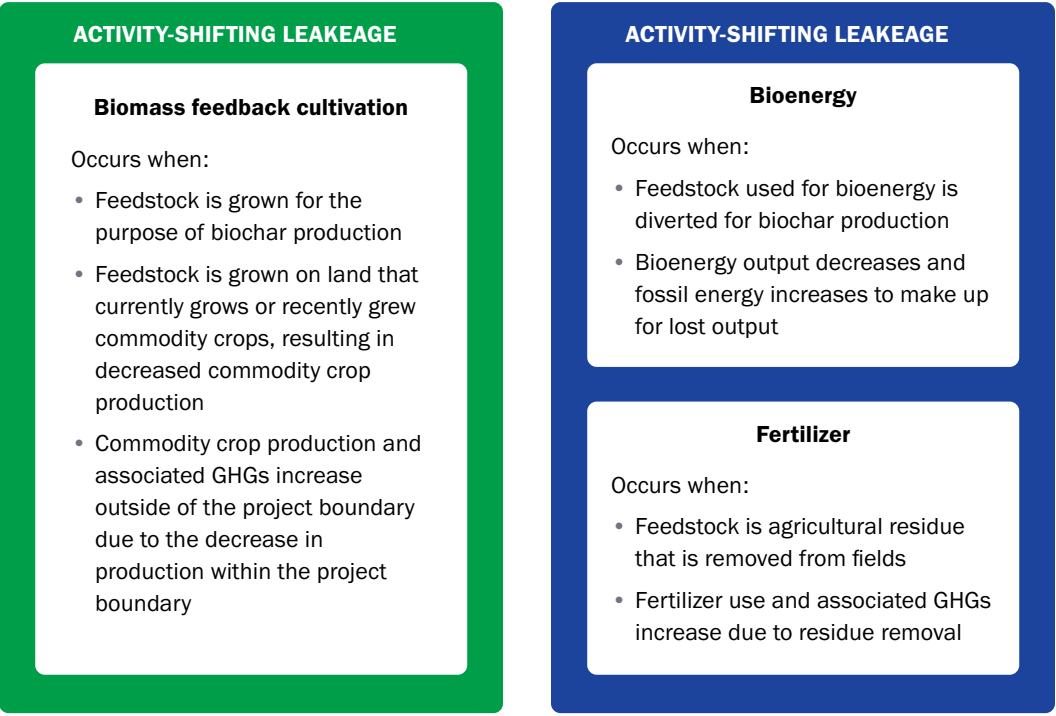 ACTIVITY-SHIFTING LEAKEAGE
Biomass feedback cultivation
Occurs when:
• Feedstock is grown for the
purpose of biochar production
• Feedstock is grown on land that
currently grows or recently grew
commodity crops, resulting in
decreased commodity crop
production
• Commodity crop production and
associated GHGs increase
outside of the project boundary
due to the decrease in
production within the project
boundary
ACTIVITY-SHIFTING LEAKEAGE
Bioenergy
Occurs when:
• Feedstock used for bioenergy is
diverted for biochar production
• Bioenergy output decreases and
fossil energy increases to make up
for lost output
Fertilizer
Occurs when:
• Feedstock is agricultural residue
that is removed from fields
• Fertilizer use and associated GHGs
increase due to residue removal